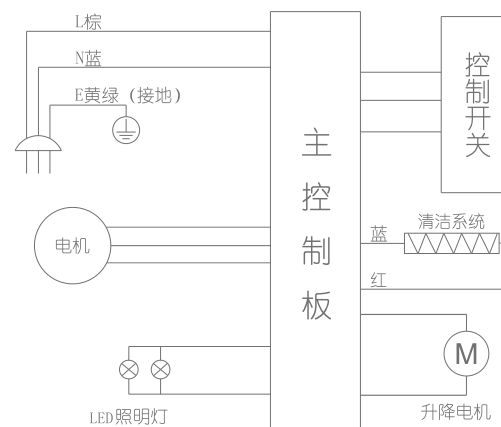 L棕
N蓝
E黄绿（接地）
电机
LED照明灯
主控制板
控制开关
清洁系统
蓝
红
M
升降电机